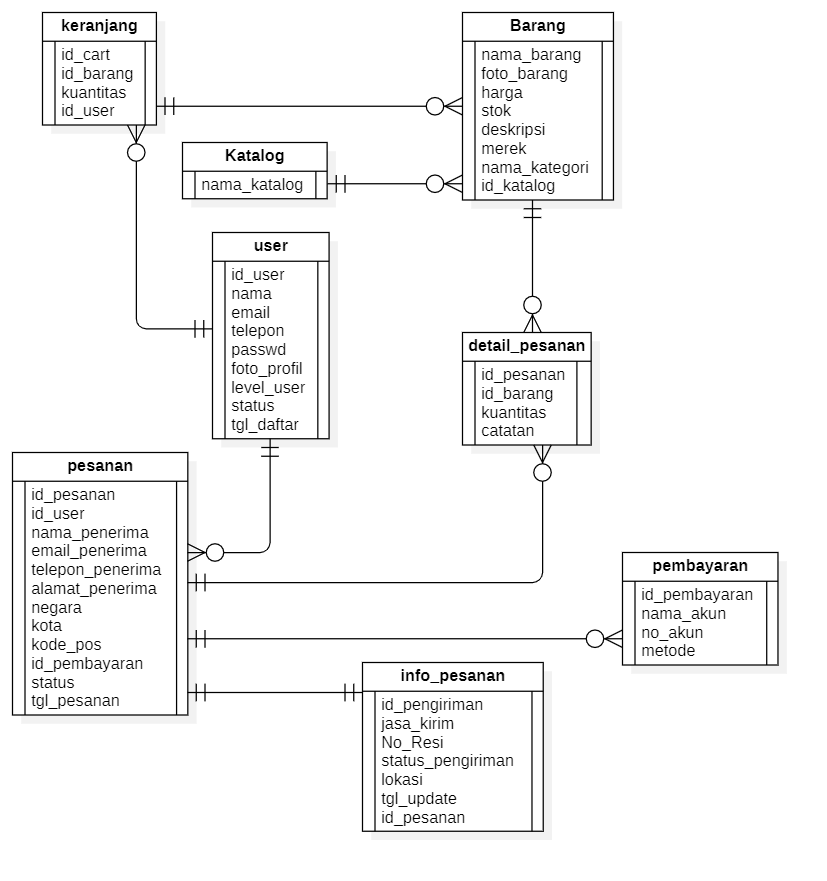 keranjang
id_cart
id_barang
kuantitas
id_user
Barang
nama_barang
foto_barang
harga
stok
deskripsi
merek
nama_kategori
id_katalog
Katalog
nama_katalog
user
id_user
nama
email
telepon
passwd
foto_profil
level_user
status
tgl_daftar
detail_pesanan
id_pesanan
id_barang
kuantitas
catatan
pesanan
id_pesanan
id_user
nama_penerima
email_penerima
telepon_penerima
alamat_penerima
negara
kota
kode_pos
id_pembayaran
status
tgl_pesanan
pembayaran
id_pembayaran
nama_akun
no_akun
metode
info_pesanan
id_pengiriman
jasa_kirim
No_Resi
status_pengiriman
lokasi
tgl_update
id_pesanan